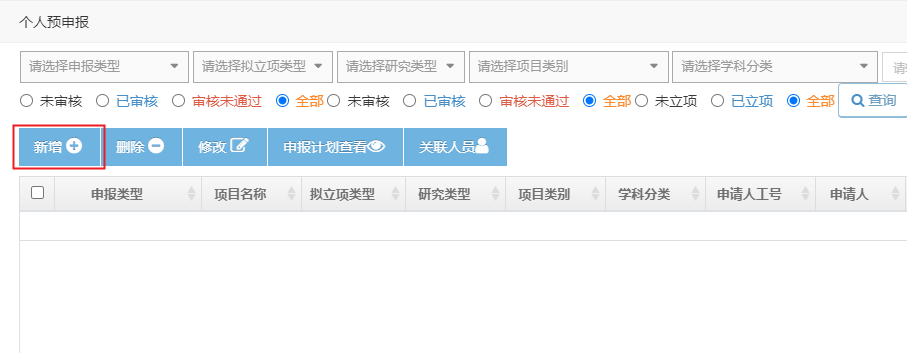 个人预申报
请选择申报类型 请选择拟立项类型 请选择研究类型 请选择项目类别 请选择学科分类
未审核 已审核 审核未通过 全部 未审核 已审核 审核未通过 全部 未立项 已立项 全部 查询
新增 删除 修改 申报计划查看 关联人员
申报类型 项目名称 拟立项类型 研究类型 项目类别 学科分类 申请人工号 申请人